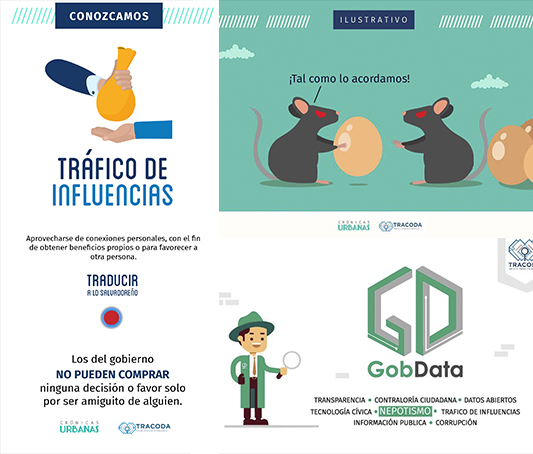 CONOZCAMOS
TRÁFICO DE
INFLUENCIAS
Aprovecharse de conexiones personales, con el fin
de obtener beneficios propios o para favorecer a
otra persona.
TRADUCIR
A LO SALVADOREÑO
Los del gobierno
NO PUEDEN COMPRAR
ninguna decisión o favor solo
por ser amiguito de alguien.
CRÓNICAS
URBANAS
TRACODA
ILUSTRATIVO
¡Tal como lo acordamos!
CRÓNICAS
URBANAS
TRACODA
TRACODA
GD
GobData
TRANSPARENCIA • CONTRALORÍA CIUDADANA • DATOS ABIERTOS
TECNOLOGÍA CÍVICA • NEPOTISMO • TRAFICO DE INFLUENCIAS
INFORMACIÓN PUBLICA • CORRUPCIÓN